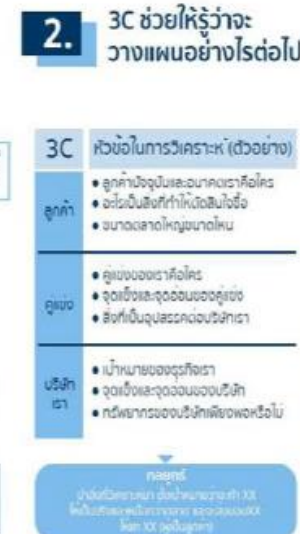 2.
3C ช่วยให้รู้ว่าจะ
วางแผนอย่างไรต่อไป
3C
หัวข้อในการวิเคราะห์ (ตัวอย่าง)
ลูกค้า
• ลูกค้าปัจจุบันและอนาคตเราคือใคร
• อะไรเป็นสิ่งที่ทำให้ตัดสินใจซื้อ
• ขนาดตลาดใหญ่ขนาดไหน
คู่แข่ง
• คู่แข่งของเราคือใคร
• จุดแข็งและจุดอ่อนของคู่แข่ง
• สิ่งที่เป็นอุปสรรคต่อบริษัทเรา
บริษัท
เรา
• เป้าหมายของธุรกิจเรา
• จุดแข็งและจุดอ่อนของบริษัท
• ทรัพยากรของบริษัทเพียงพอหรือไม่
กลยุทธ์